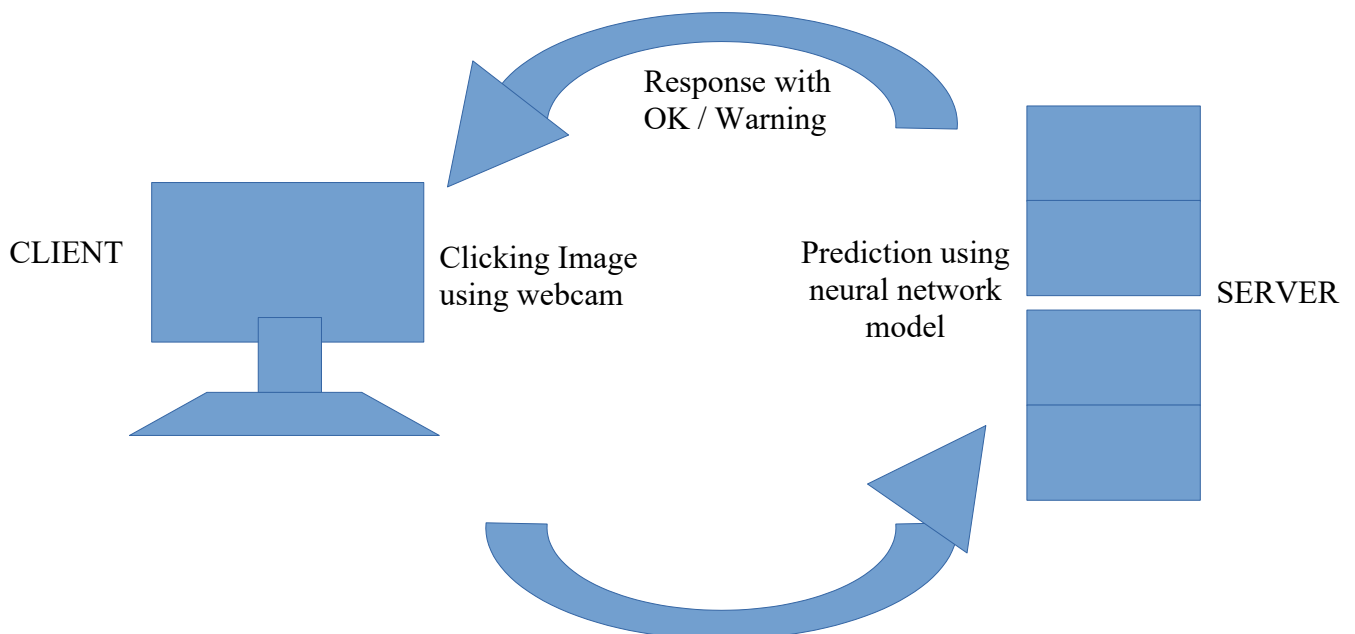 Response with
OK / Warning
CLIENT
Clicking Image
using webcam
Prediction using
neural network
model
SERVER